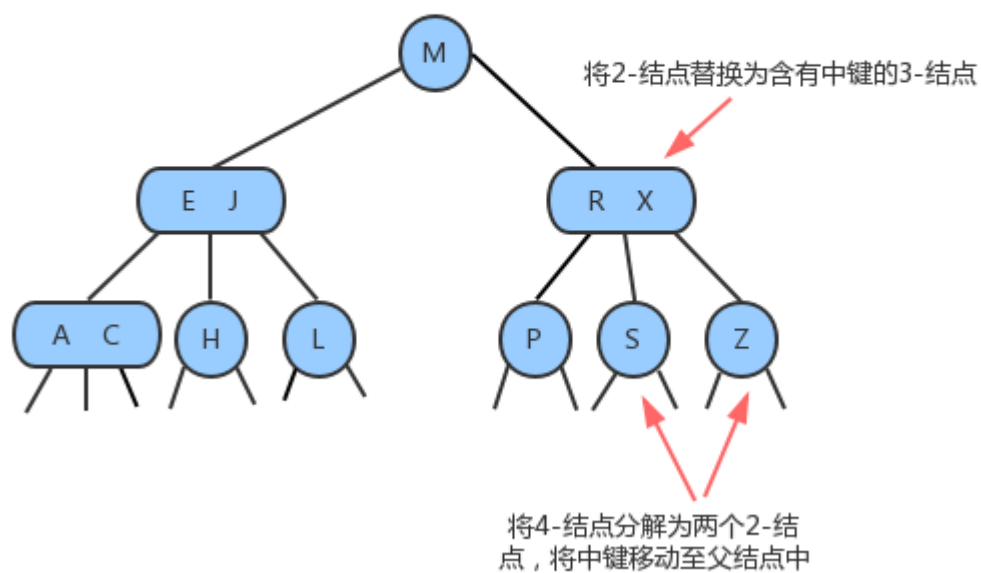 M
将2-结点替换为含有中键的3-结点
E J
R X
A C
H
L
P
S
Z
将4-结点分解为两个2-结
点，将中键移动至父结点中